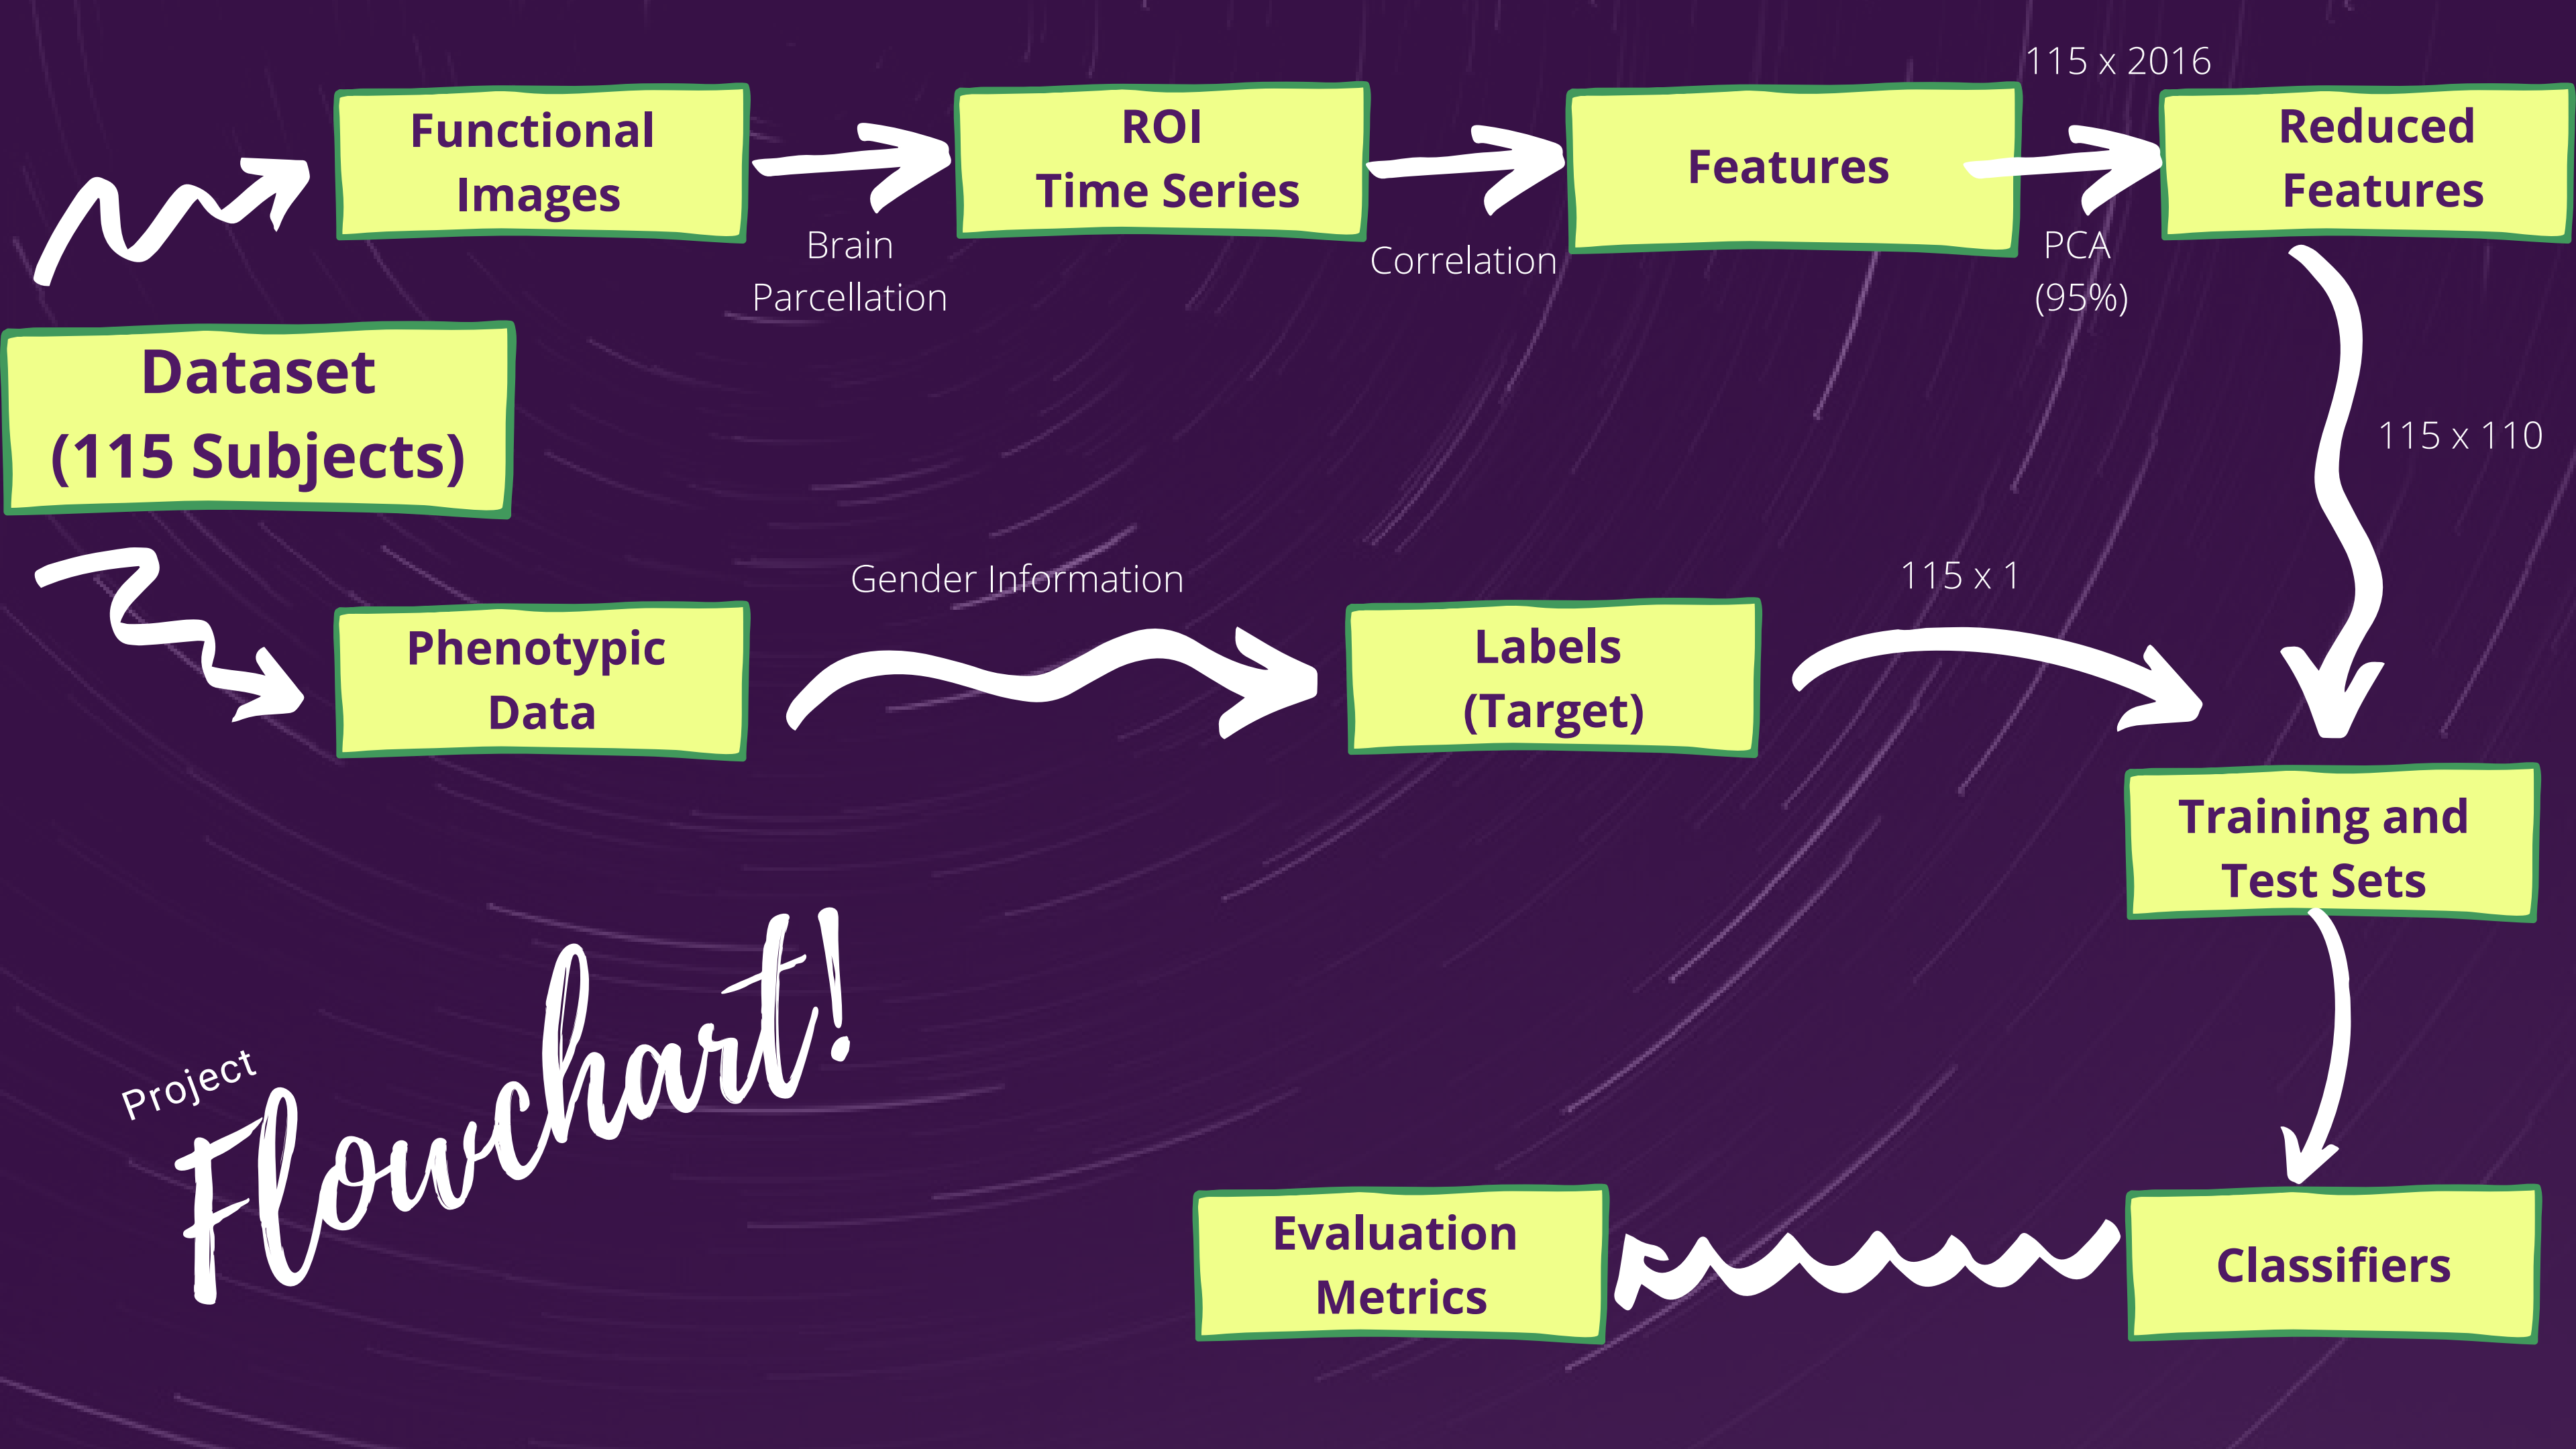 115 x 2016
Functional
Images
ROI
Time Series
Features
Reduced
Features
Brain
Parcellation
Correlation
PCA
(95%)
Dataset
(115 Subjects)
115 x 110
Gender Information
115 x 1
Phenotypic
Data
Labels
(Target)
Training and
Test Sets
Project
Flowchart!
Evaluation
Metrics
Classifiers